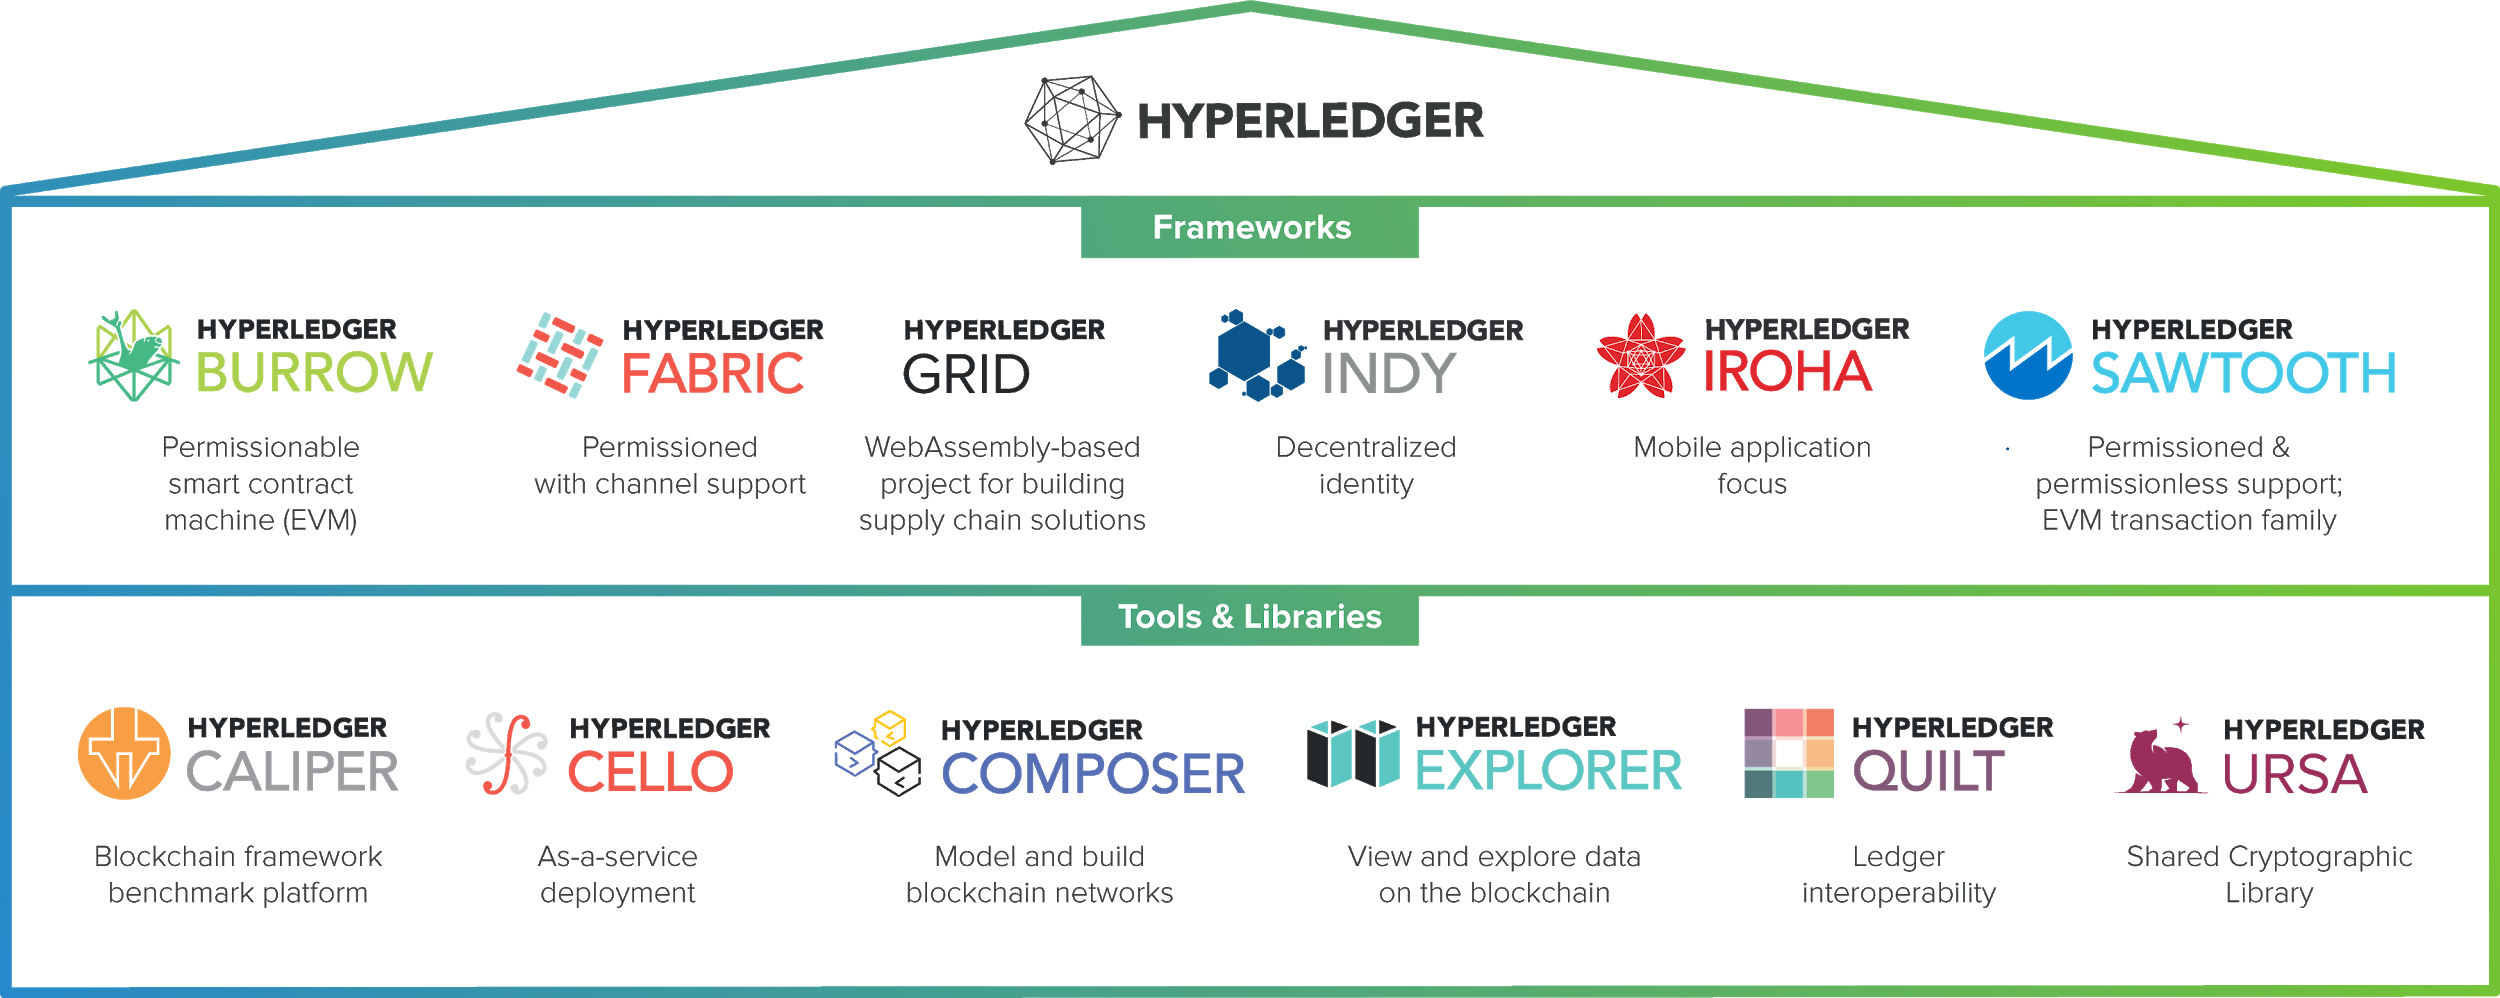 HYPERLEDGER
Frameworks
HYPERLEDGER
BURROW
Permissionable
smart contract
machine (EVM)
HYPERLEDGER
FABRIC
Permissioned
with channel support
HYPERLEDGER
GRID
WebAssembly-based
project for building
supply chain solutions
HYPERLEDGER
INDY
Decentralized
identity
HYPERLEDGER
IROHA
Mobile application
focus
HYPERLEDGER
SAWTOOTH
Permissioned &
permissionless support;
EVM transaction family
Tools & Libraries
HYPERLEDGER
CALIPER
Blockchain framework
benchmark platform
HYPERLEDGER
CELLO
As-a-service
deployment
HYPERLEDGER
COMPOSER
Model and build
blockchain networks
HYPERLEDGER
EXPLORER
View and explore data
on the blockchain
HYPERLEDGER
QUILT
Ledger
interoperability
HYPERLEDGER
URSA
Shared Cryptographic
Library